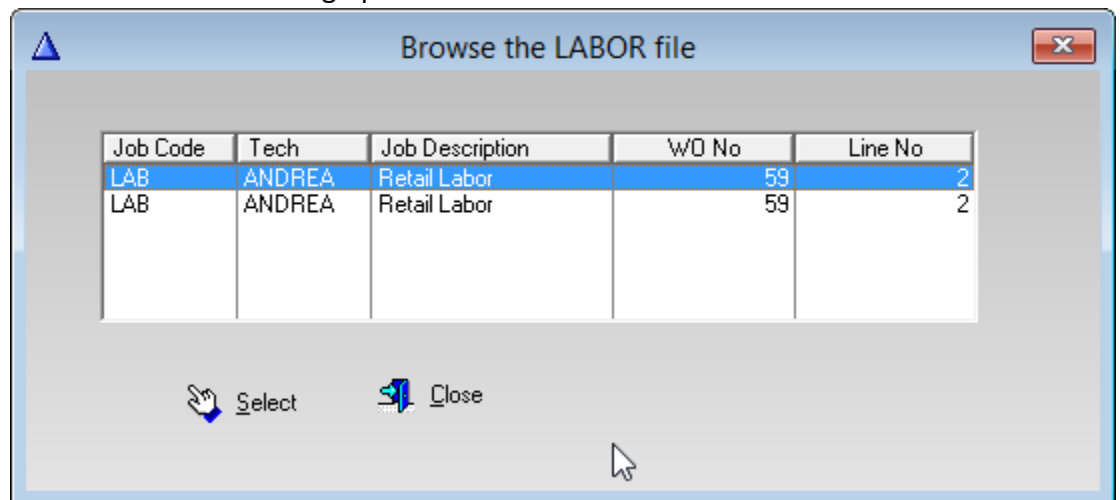 Browse the LABOR file
Job Code Tech Job Description WO No Line No
LAB ANDREA Retail Labor 59 2
LAB ANDREA Retail Labor 59 2
Select Close